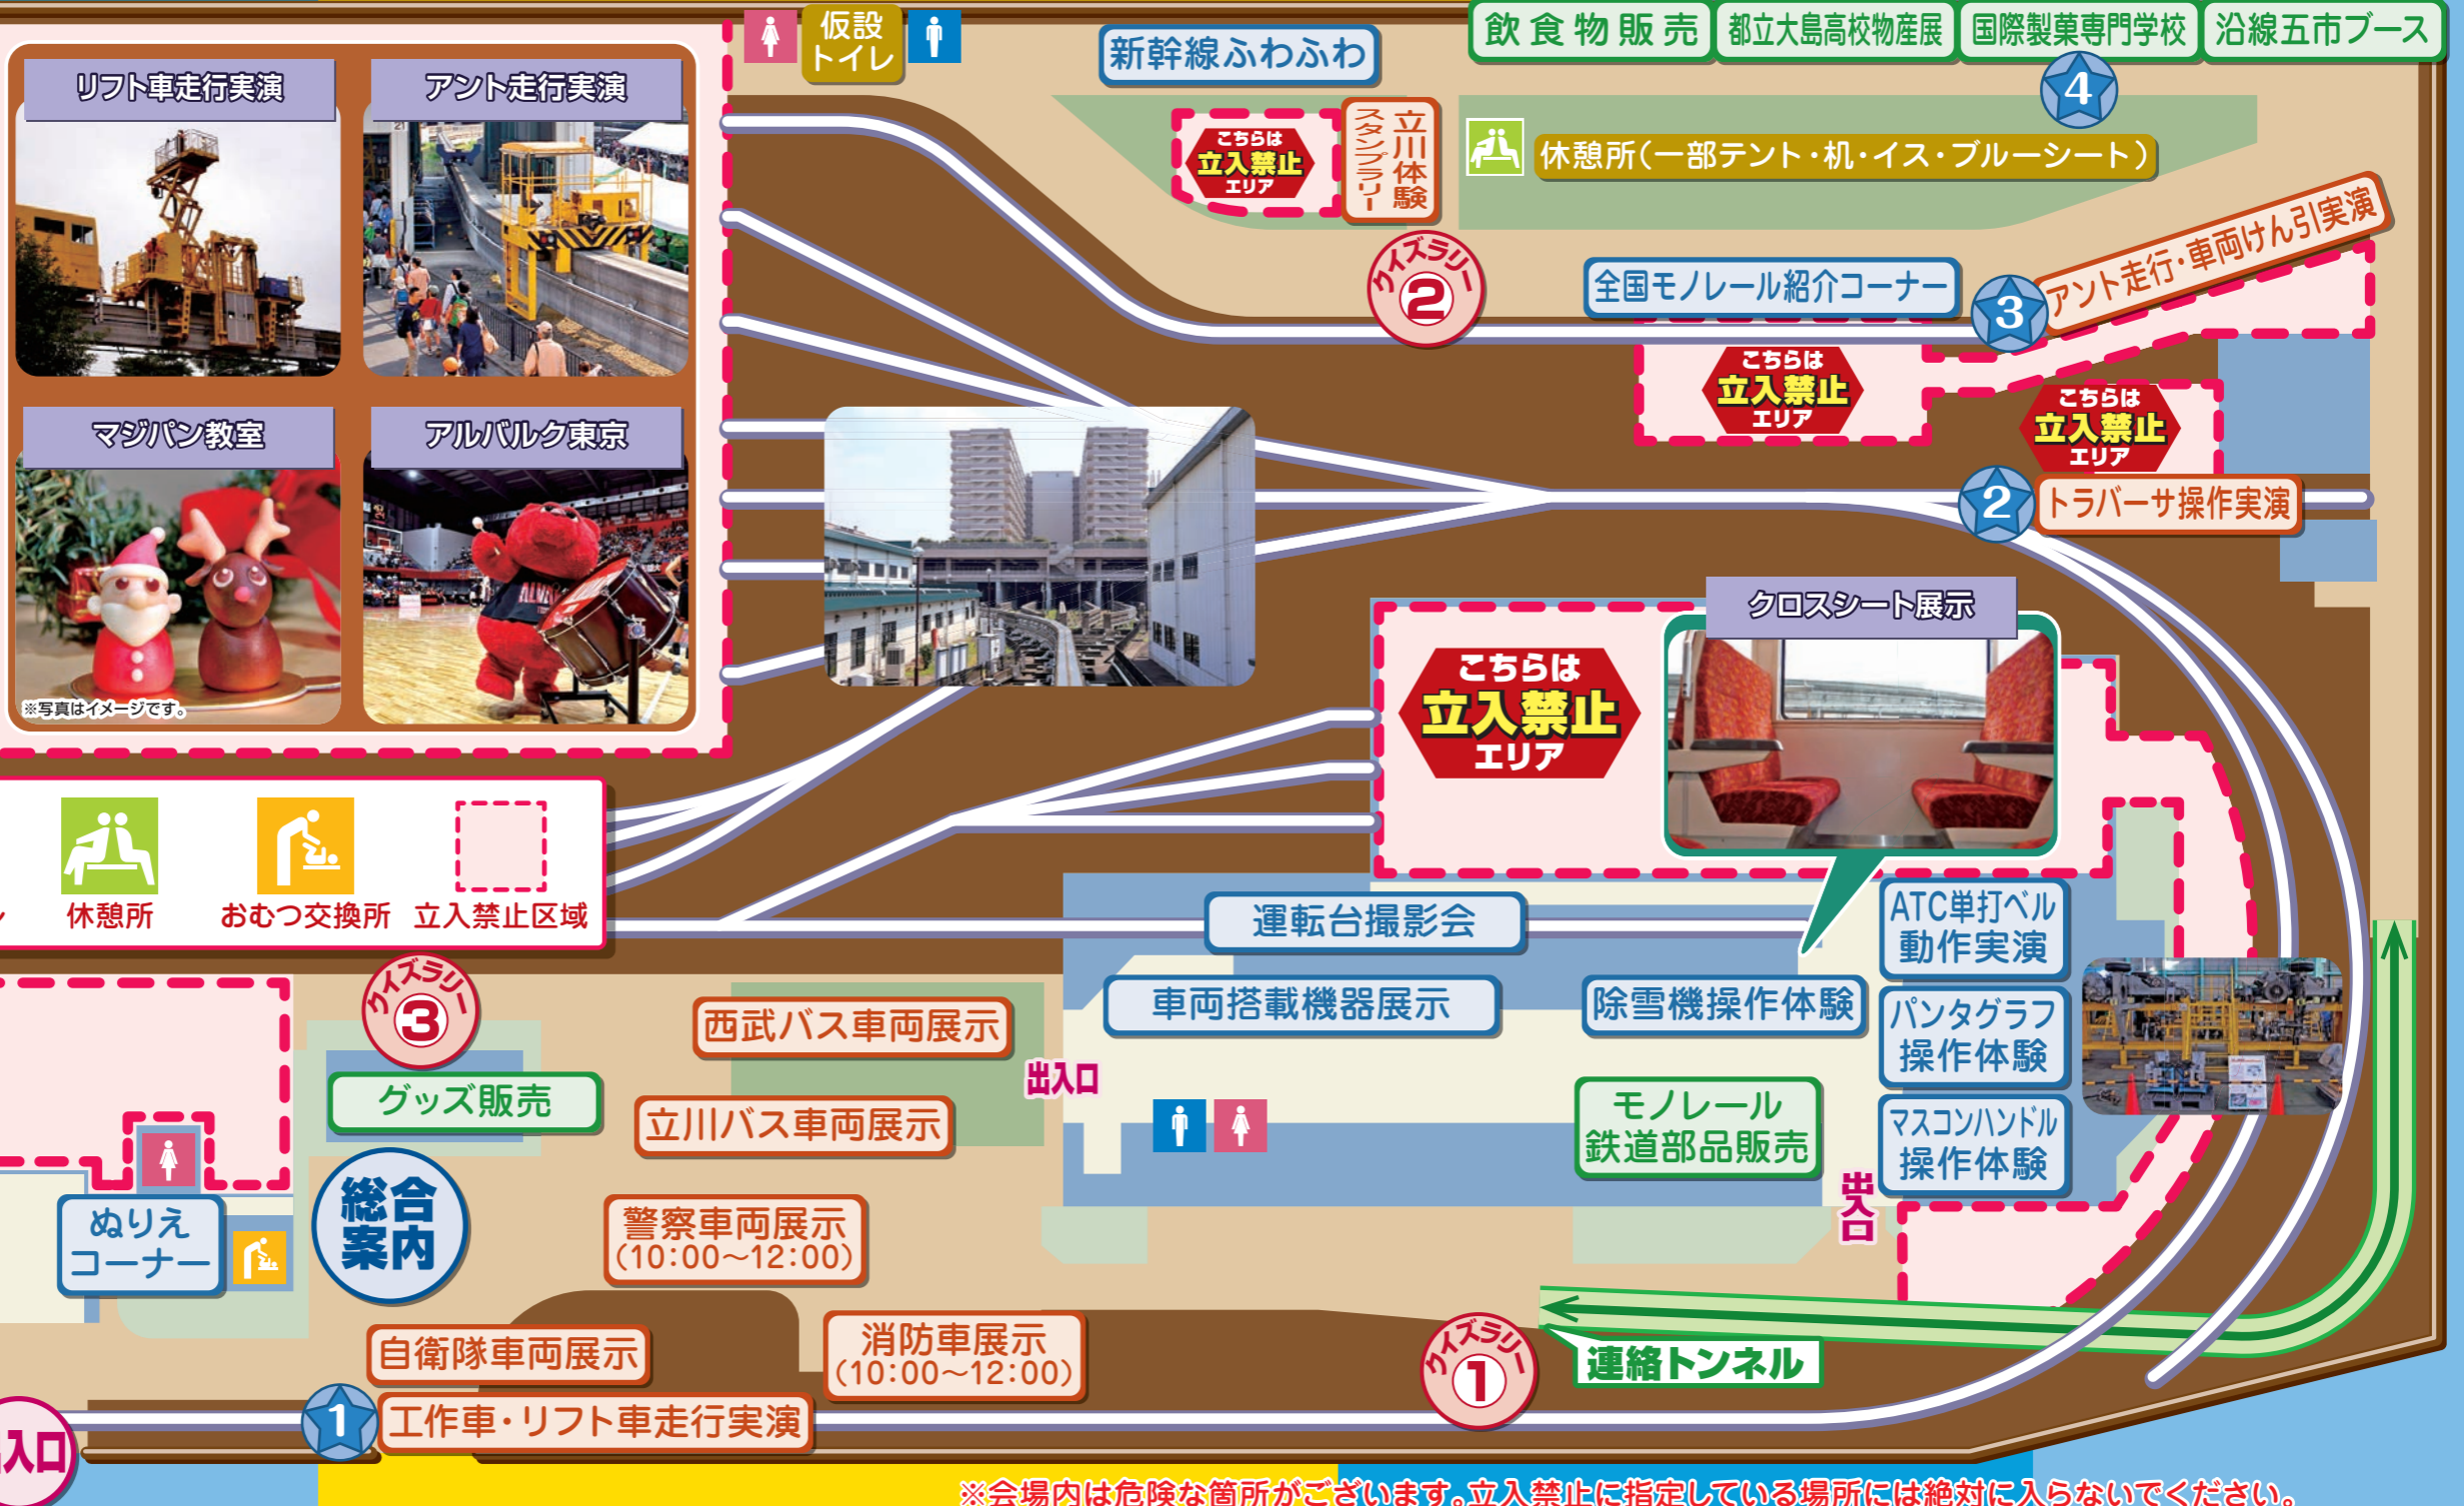 仮設
トイレ
新幹線ふわふわ
飲食物販売
都立大島高校物産展
国際製菓専門学校
沿線五市ブース
4
リフト車走行実演
アント走行実演
こちらは
立入禁止
エリア
立川体験
スタンプラリー
休憩所(一部テント・机・イス・ブルーシート)
クイズラリー
2
全国モノレール紹介コーナー
3
アント走行・車両けん引実演
こちらは
立入禁止
エリア
こちらは
立入禁止
エリア
マジパン教室
アルバルク東京
※写真はイメージです。
2
トラバーサ操作実演
クロスシート展示
こちらは
立入禁止
エリア
休憩所
おむつ交換所
立入禁止区域
運転台撮影会
ATC単打ベル
動作実演
クイズラリー
3
西武バス車両展示
車両搭載機器展示
除雪機操作体験
パンタグラフ
操作体験
グッズ販売
出入口
立川バス車両展示
モノレール
鉄道部品販売
マスコンハンドル
操作体験
総合
案内
ぬりえ
コーナー
警察車両展示
(10:00〜12:00)
出入口
自衛隊車両展示
消防車展示
(10:00〜12:00)
クイズラリー
1
連絡トンネル
1
工作車・リフト車走行実演
入口
※会場内は危険な箇所がございます。立入禁止に指定している場所には絶対に入らないでください。